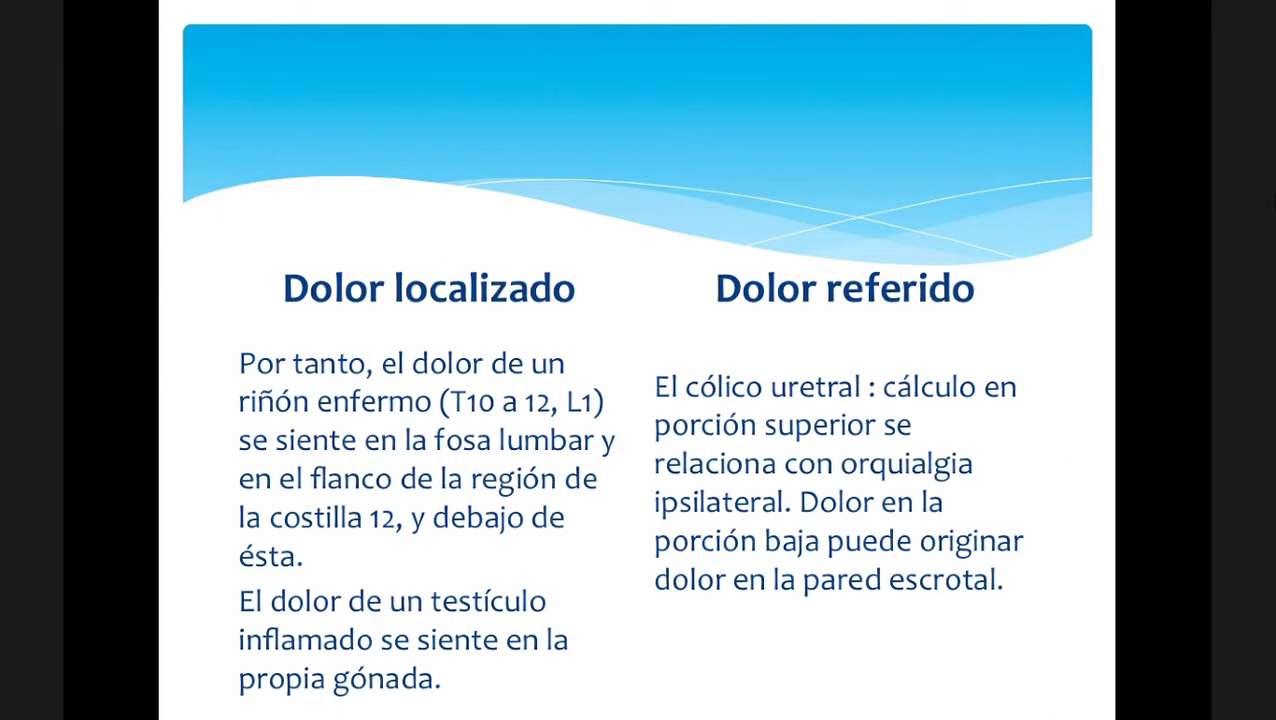 Dolor localizado
Por tanto, el dolor de un
riñón enfermo (T10 a 12, L1)
se siente en la fosa lumbar y
en el flanco de la región de
la costilla 12, y debajo de
ésta.
El dolor de un testículo
inflamado se siente en la
propia gónada.
Dolor referido
El cólico uretral : cálculo en
porción superior se
relaciona con orquialgia
ipsilateral. Dolor en la
porción baja puede originar
dolor en la pared escrotal.